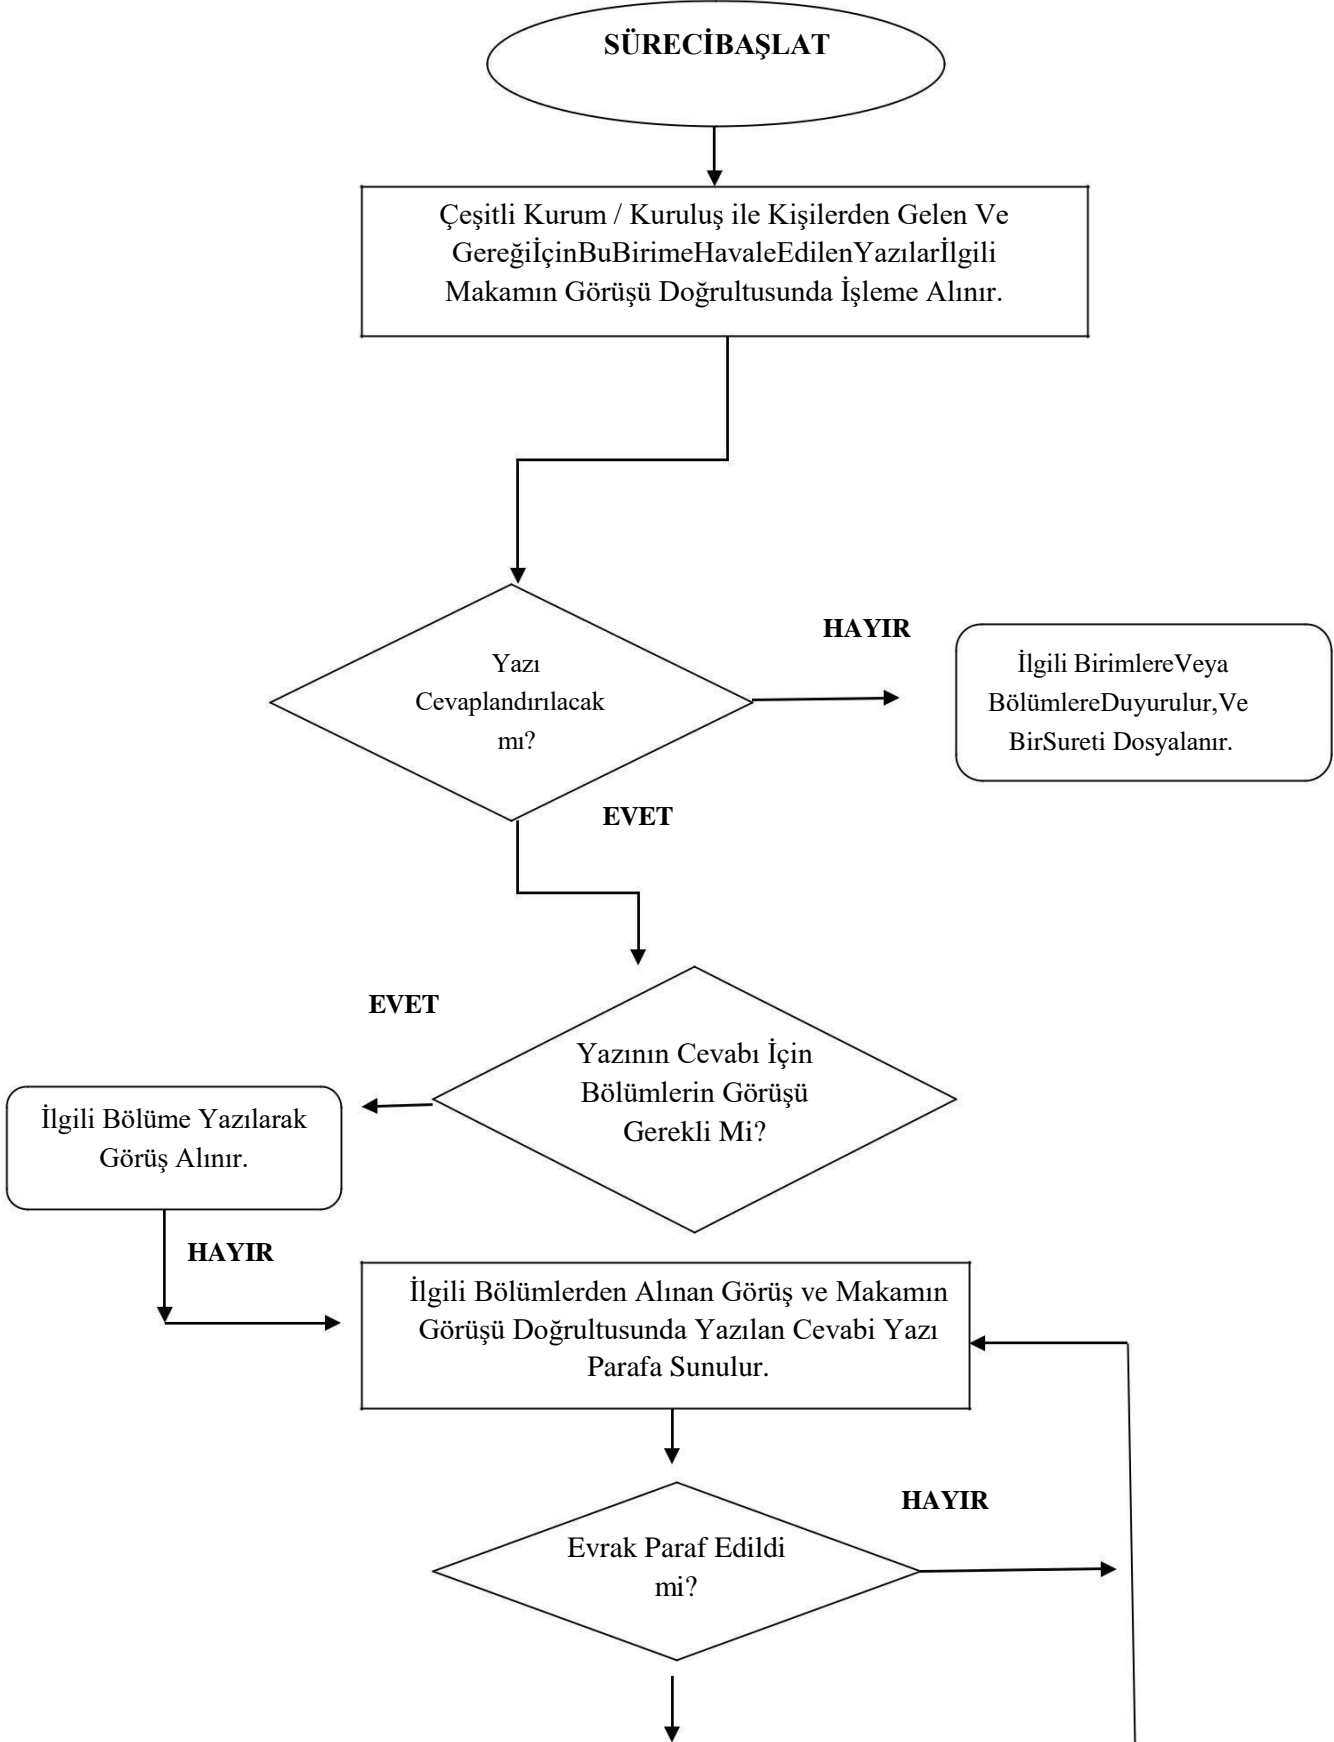 SÜRECİBAŞLAT
Çeşitli Kurum / Kuruluş ile Kişilerden Gelen Ve
GereğiİçinBuBirimeHavaleEdilenYazılarİlgili
Makamın Görüşü Doğrultusunda İşleme Alınır.
HAYIR
Yazı
Cevaplandırılacak
mı?
İlgili BirimlereVeya
BölümlereDuyurulur,Ve
BirSureti Dosyalanır.
EVET
EVET
Yazının Cevabı İçin
Bölümlerin Görüşü
Gerekli Mi?
İlgili Bölüme Yazılarak
Görüş Alınır.
HAYIR
İlgili Bölümlerden Alınan Görüş ve Makamın
Görüşü Doğrultusunda Yazılan Cevabi Yazı
Parafa Sunulur.
HAYIR
Evrak Paraf Edildi
mi?